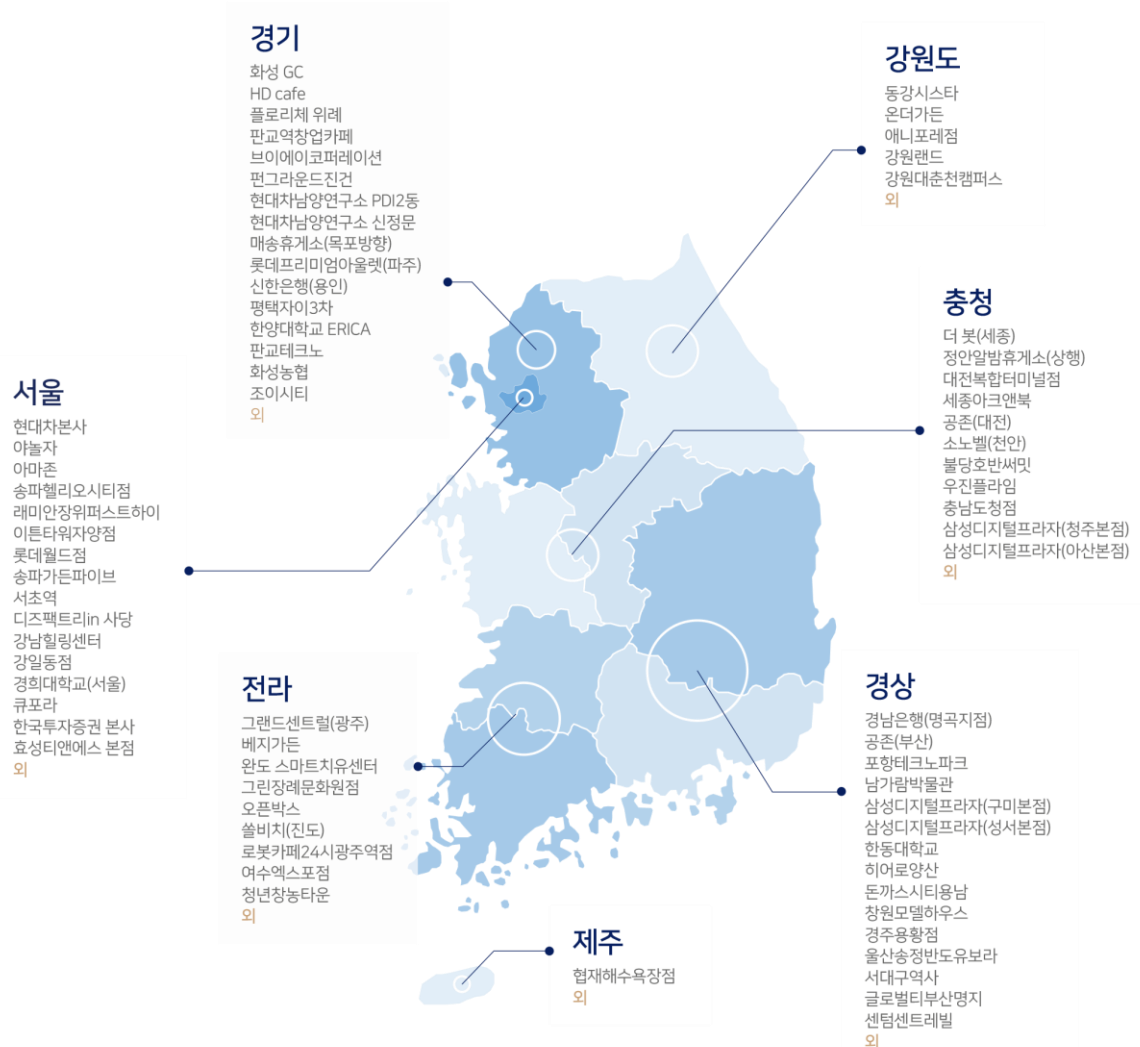 경기
화성 GC
HD cafe
플로리체 위례
판교역창업카페
브이에이코퍼레이션
펀그라운드진건
현대차남양연구소 PDI2동
현대차남양연구소 신정문
매송휴게소(목포방향)
롯데프리미엄아울렛(파주)
신한은행(용인)
평택자이3차
한양대학교 ERICA
판교테크노
화성농협
조이시티
외
강원도
동강시스타
온더가든
애니포레점
강원랜드
강원대춘천캠퍼스
외
충청
더 봇(세종)
정안알밤휴게소(상행)
대전복합터미널점
세종아크앤북
공존(대전)
소노벨(천안)
불당호반써밋
우진플라임
충남도청점
삼성디지털프라자(청주본점)
삼성디지털프라자(아산본점)
외
서울
현대차본사
야놀자
아마존
송파헬리오시티점
래미안장위퍼스트하이
이튼타워자양점
롯데월드점
송파가든파이브
서초역
디즈팩트리in 사당
강남힐링센터
강일동점
경희대학교(서울)
큐포라
한국투자증권 본사
효성티앤에스 본점
외
전라
그랜드센트럴(광주)
베지가든
완도 스마트치유센터
그린장례문화원점
오픈박스
쏠비치(진도)
로봇카페24시광주역점
여수엑스포점
청년창농타운
외
경상
경남은행(명곡지점)
공존(부산)
포항테크노파크
남가람박물관
삼성디지털프라자(구미본점)
삼성디지털프라자(성서본점)
한동대학교
히어로양산
돈까스시티용남
창원모델하우스
경주용황점
울산송정반도유보라
서대구역사
글로벌티부산명지
센텀센트레빌
외
제주
협재해수욕장점
외